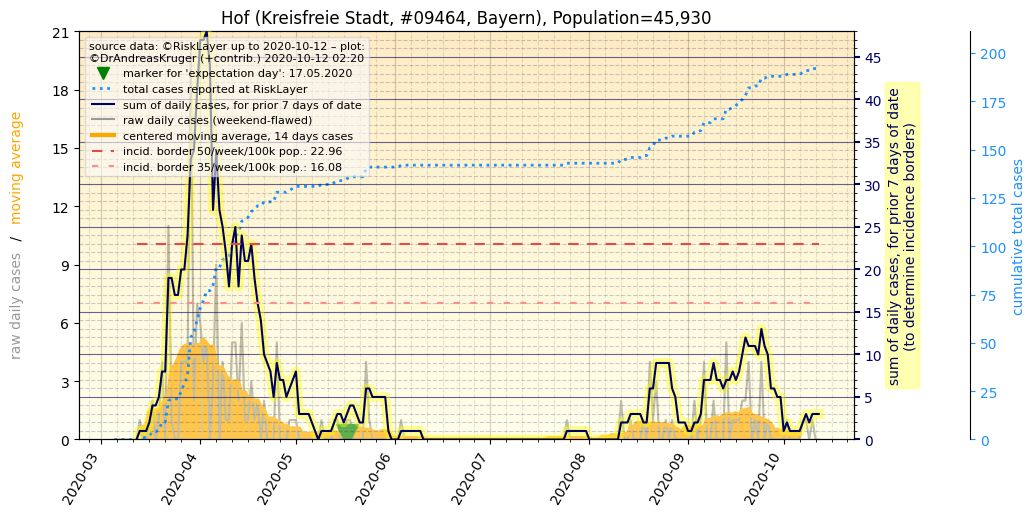 Hof (Kreisfreie Stadt, #09464, Bayern), Population=45,930
source data: ©RiskLayer up to 2020-10-12 – plot:
©DrAndreasKruger (+contrib.) 2020-10-12 02:20
marker for 'expectation day': 17.05.2020
total cases reported at RiskLayer
sum of daily cases, for prior 7 days of date
raw daily cases (weekend-flawed)
centered moving average, 14 days cases
incid. border 50/week/100k pop.: 22.96
incid. border 35/week/100k pop.: 16.08
raw daily cases / moving average
21
18
15
12
9
6
3
0
45
40
35
30
25
20
15
10
5
0
sum of daily cases, for prior 7 days of date
(to determine incidence borders)
200
175
150
125
100
75
50
25
0
cumulative total cases
2020-03
2020-04
2020-05
2020-06
2020-07
2020-08
2020-09
2020-10